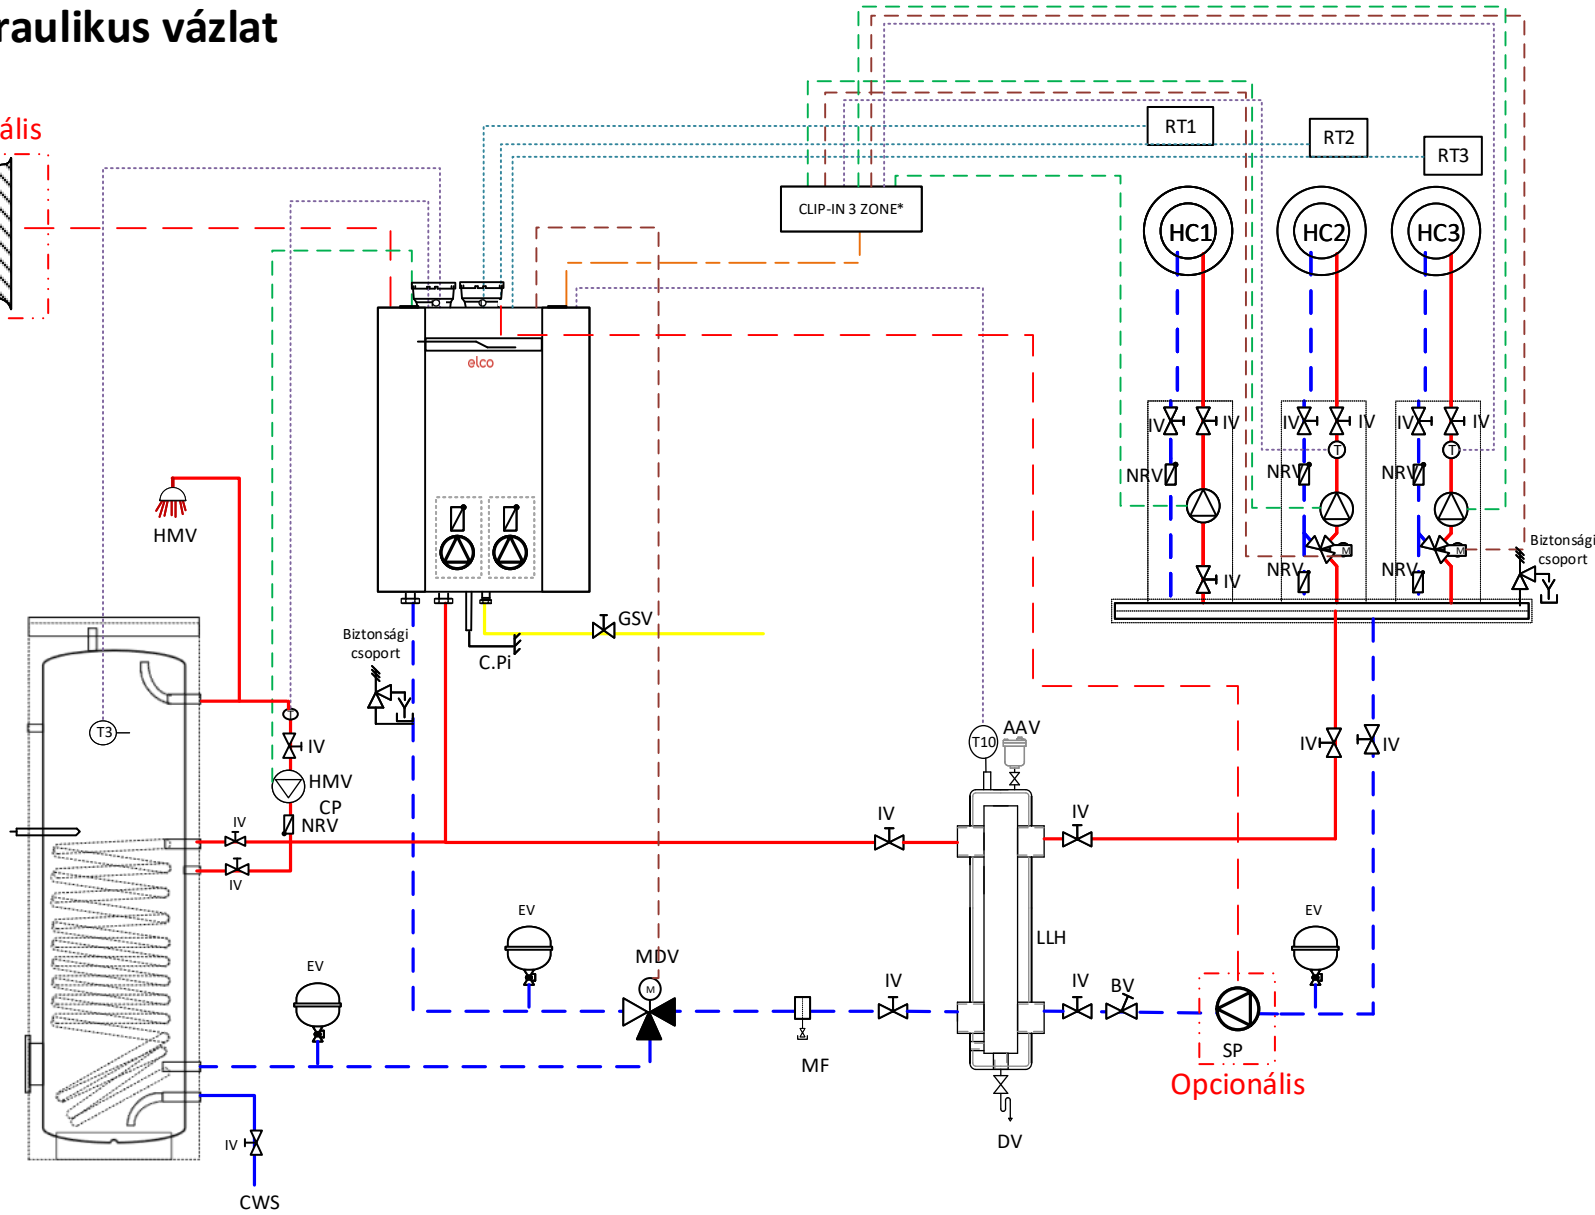 raulikus vázlat
ális
RT1
RT2
RT3
CLIP-IN 3 ZONE*
HC1
HC2
HC3
elco
IV
IV
IV
IV
IV
IV
T
T
NRV
NRV
NRV
HMV
M
M
Biztonsági
csoport
NRV
NRV
IV
GSV
Biztonsági
csoport
C.Pi
T3
IV
T10
AAV
IV
IV
HMV
CP
NRV
IV
IV
IV
IV
EV
EV
LLH
MDV
EV
M
IV
IV
BV
MF
SP
Opcionális
IV
DV
CWS